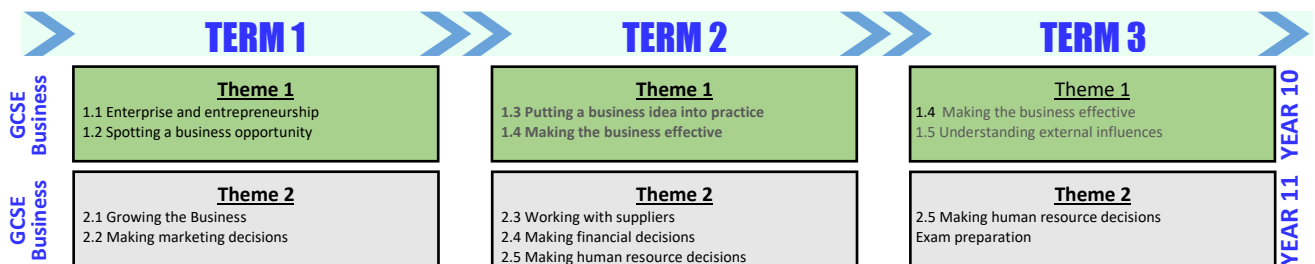 TERM 1
TERM 2
TERM 3
GCSE
Business
Theme 1
1.1 Enterprise and entrepreneurship
1.2 Spotting a business opportunity
Theme 1
1.3 Putting a business idea into practice
1.4 Making the business effective
Theme 1
1.4 Making the business effective
1.5 Understanding external influences
YEAR 10
GCSE
Business
Theme 2
2.1 Growing the Business
2.2 Making marketing decisions
Theme 2
2.3 Working with suppliers
2.4 Making financial decisions
2.5 Making human resource decisions
Theme 2
2.5 Making human resource decisions
Exam preparation
YEAR 11